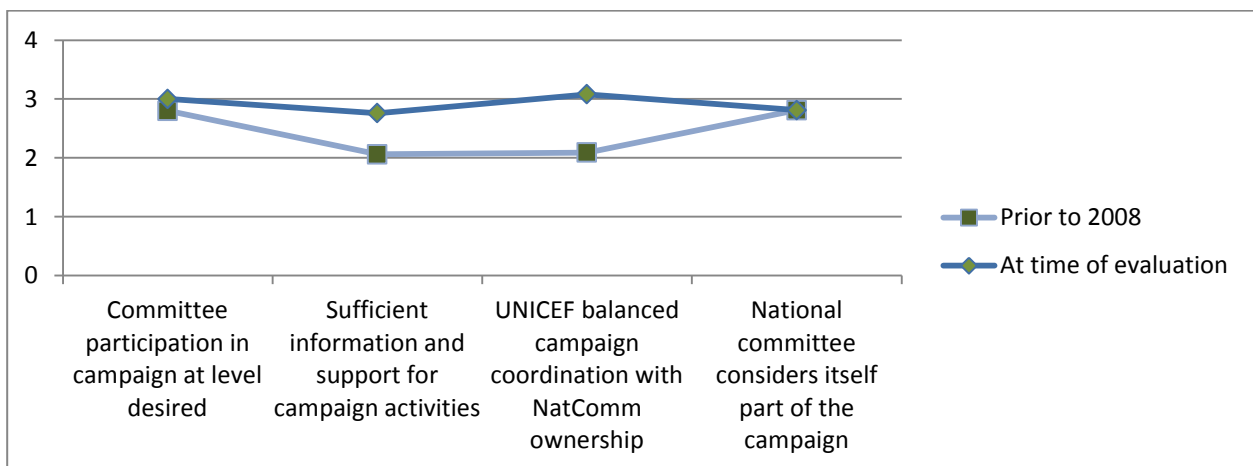 4
3
2
1
0
Committee
participation in
campaign at level
desired
Sufficient
information and
support for
campaign activities
UNICEF balanced
campaign
coordination with
NatComm
ownership
National
committee
considers itself
part of the
campaign
Prior to 2008
At time of evaluation